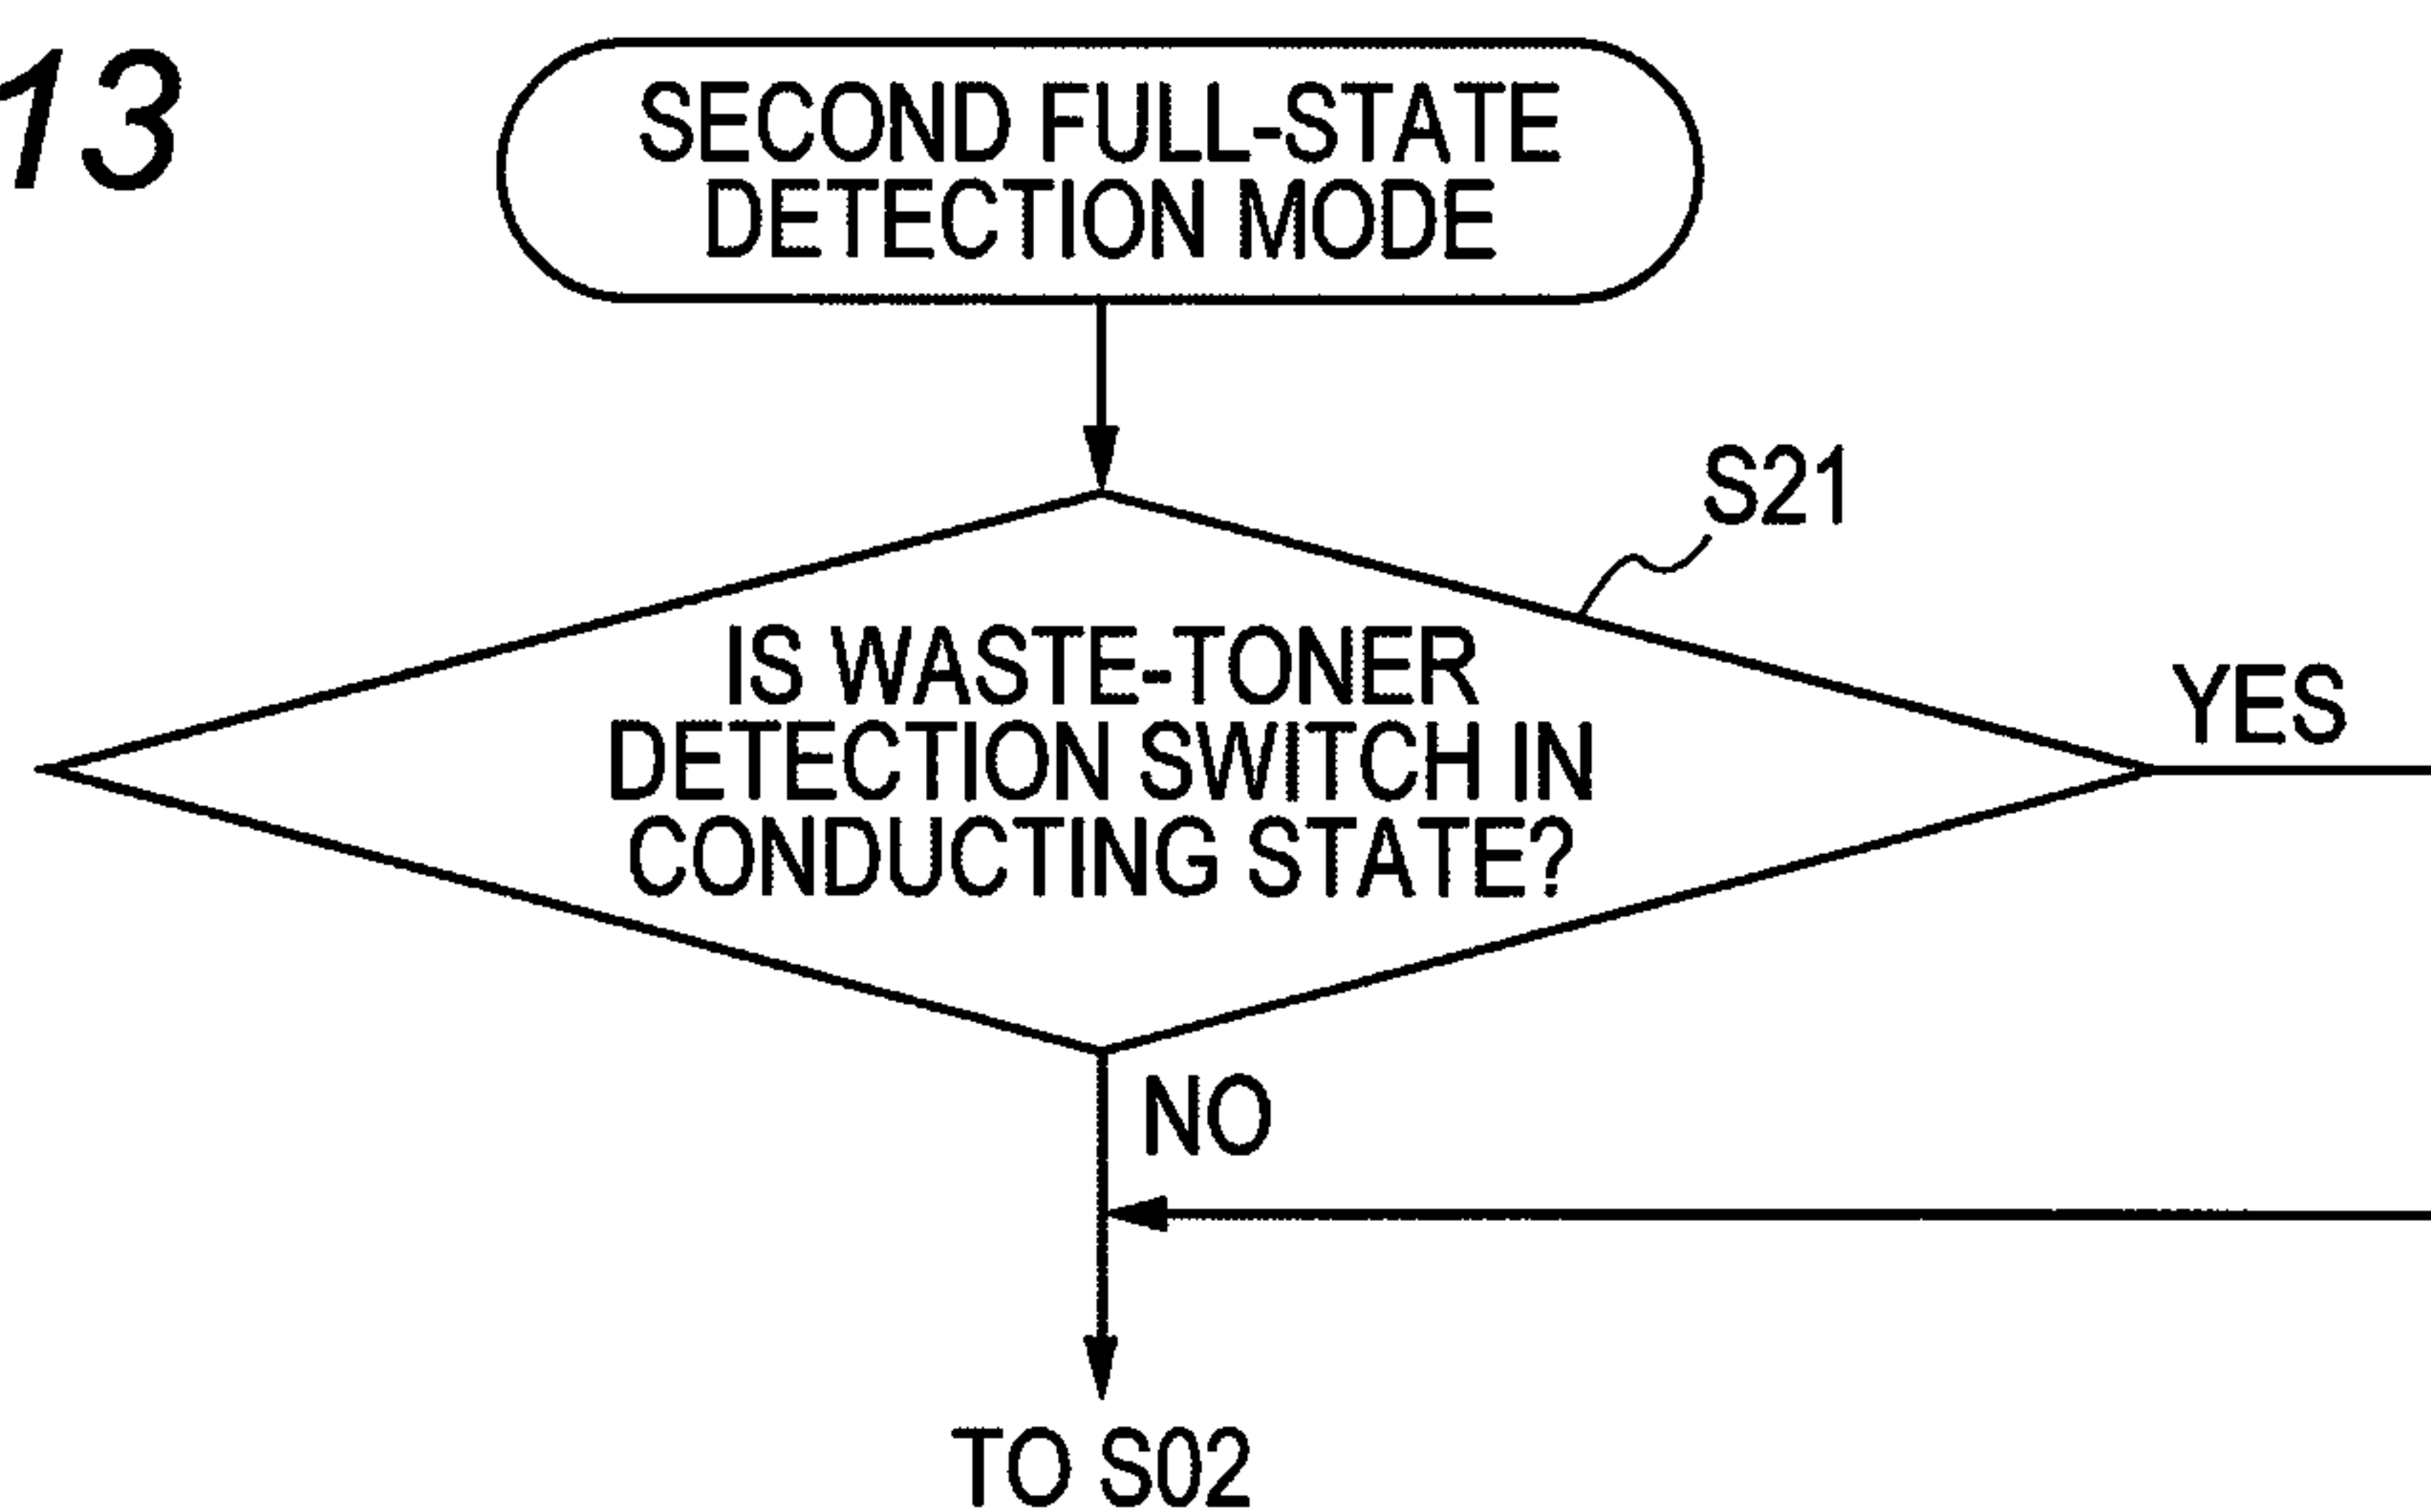 13
SECOND FULL-STATE
DETECTION MODE
S21
IS WASTE-TONER
DETECTION SWITCH IN
CONDUCTING STATE?
YES
NO
TO S02